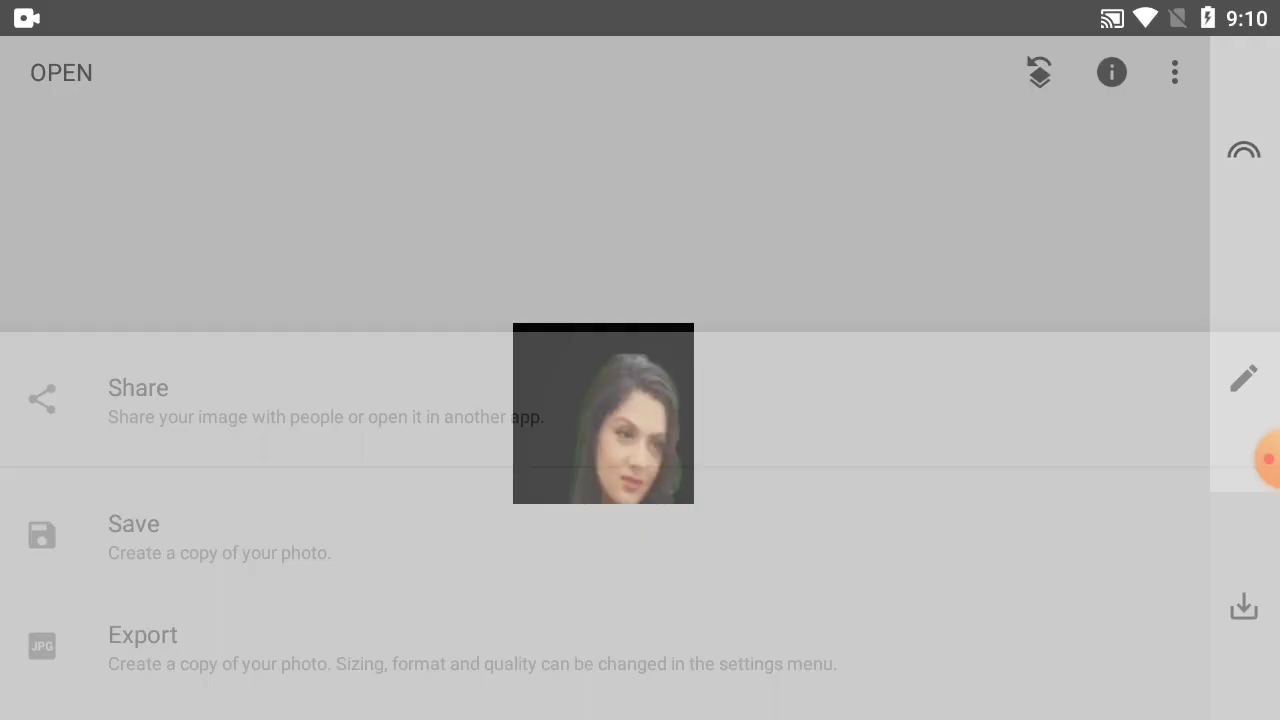 9:10
OPEN
Share
Share your image with people or open it in another app.
Save
Create a copy of your photo.
JPG
Export
Create a copy of your photo. Sizing, format and quality can be changed in the settings menu.